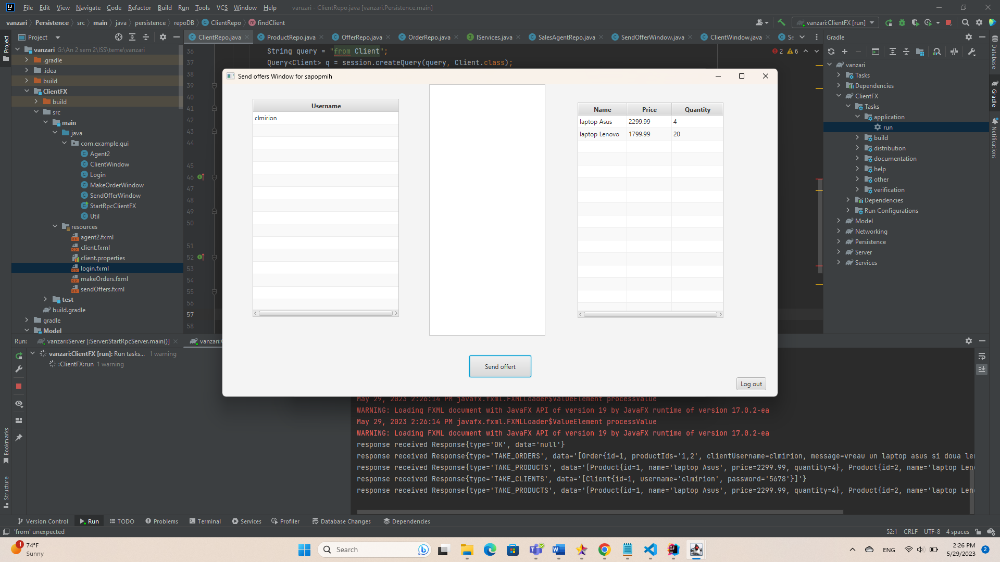 File Edit View Navigate Code Refactor Build Run Tools VCS Window Help vanzari - ClientRepo.java [vanzari.Persistence.main]
vanzari Persistence src main java persistence repoDB ClientRepo findClient
vanzari:ClientFX [run]
Project
ClientRepo.java ProductRepo.java OfferRepo.java OrderRepo.java IServices.java SalesAgentRepo.java SendOfferWindow.java ClientWindow.java Se
Gradle
Project
Bookmarks
Structure
Database
Gradle
Notifications
vanzari G:\An 2 sem 2\ISS\teme\vanzari
.gradle
.idea
build
ClientFX
build
src
main
java
com.example.gui
Agent2
ClientWindow
Login
MakeOrderWindow
SendOfferWindow
StartRpcClientFX
Util
resources
agent2.fxml
client.fxml
client.properties
login.fxml
makeOrders.fxml
sendOffers.fxml
test
build.gradle
gradle
Model
36 String query = "from Client";
37 Query<Client> q = session.createQuery(query, Client.class);
2 6
38
39
40
41
42
43
44
45
46
47
48
49
50
51
52
53
54
55
56
57
58
Send offers Window for sapopmih
Username
clmirion
Name Price Quantity
laptop Asus 2299.99 4
laptop Lenovo 1799.99 20
Send offert
Log out
vanzari
Tasks
Dependencies
ClientFX
Tasks
application
run
build
distribution
documentation
help
other
verification
Dependencies
Run Configurations
Model
Networking
Persistence
Server
Services
Run: vanzari:Server [:Server:StartRpcServer.main()] vanzari:
vanzari:ClientFX [run]: Run tasks... 1 warning
:ClientFX:run 1 warning
May 29, 2023 2:26:14 PM javafx.fxml.FXMLLoader$ValueElement processValue
WARNING: Loading FXML document with JavaFX API of version 19 by JavaFX runtime of version 17.0.2-ea
May 29, 2023 2:26:14 PM javafx.fxml.FXMLLoader$ValueElement processValue
WARNING: Loading FXML document with JavaFX API of version 19 by JavaFX runtime of version 17.0.2-ea
response received Response{type='OK', data='null'}
response received Response{type='TAKE_ORDERS', data='[Order{id=1, productIds='1,2', clientUsername=clmirion, message=vreau un laptop asus si doua len
response received Response{type='TAKE_PRODUCTS', data='[Product{id=1, name='laptop Asus', price=2299.99, quantity=4}, Product{id=2, name='laptop Len
response received Response{type='TAKE_CLIENTS', data='[Client{id=1, username='clmirion', password='5678'}]'}
response received Response{type='TAKE_PRODUCTS', data='[Product{id=1, name='laptop Asus', price=2299.99, quantity=4}, Product{id=2, name='laptop Len
Version Control Run TODO Problems Terminal Services Profiler Database Changes Dependencies
'from' unexpected
52:1 CRLF UTF-8 4 spaces
1 74°F
Sunny
Search
ENG
2:26 PM
5/29/2023
2